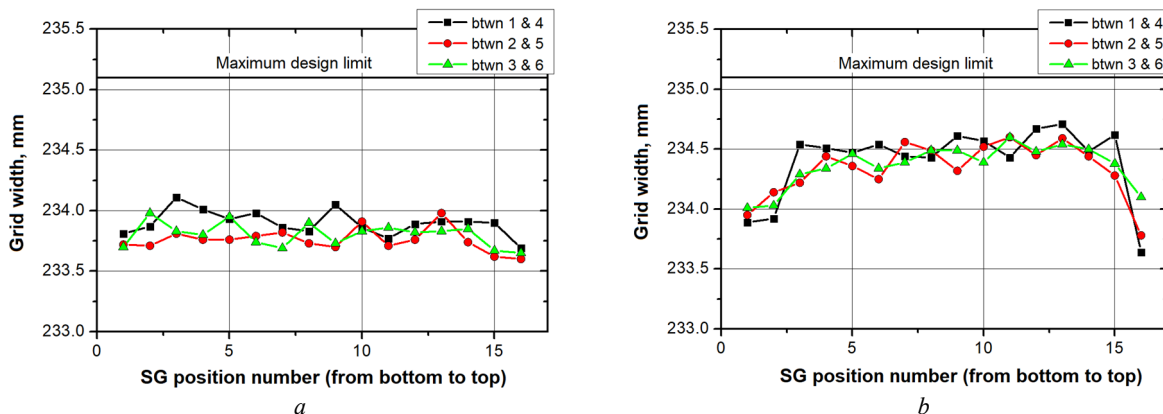 235.5
235.0
234.5
234.0
233.5
233.0
Grid width, mm
btwn 1 & 4
btwn 2 & 5
btwn 3 & 6
Maximum design limit
0 5 10 15
SG position number (from bottom to top)
a
235.5
235.0
234.5
234.0
233.5
233.0
Grid width, mm
btwn 1 & 4
btwn 2 & 5
btwn 3 & 6
Maximum design limit
0 5 10 15
SG position number (from bottom to top)
b